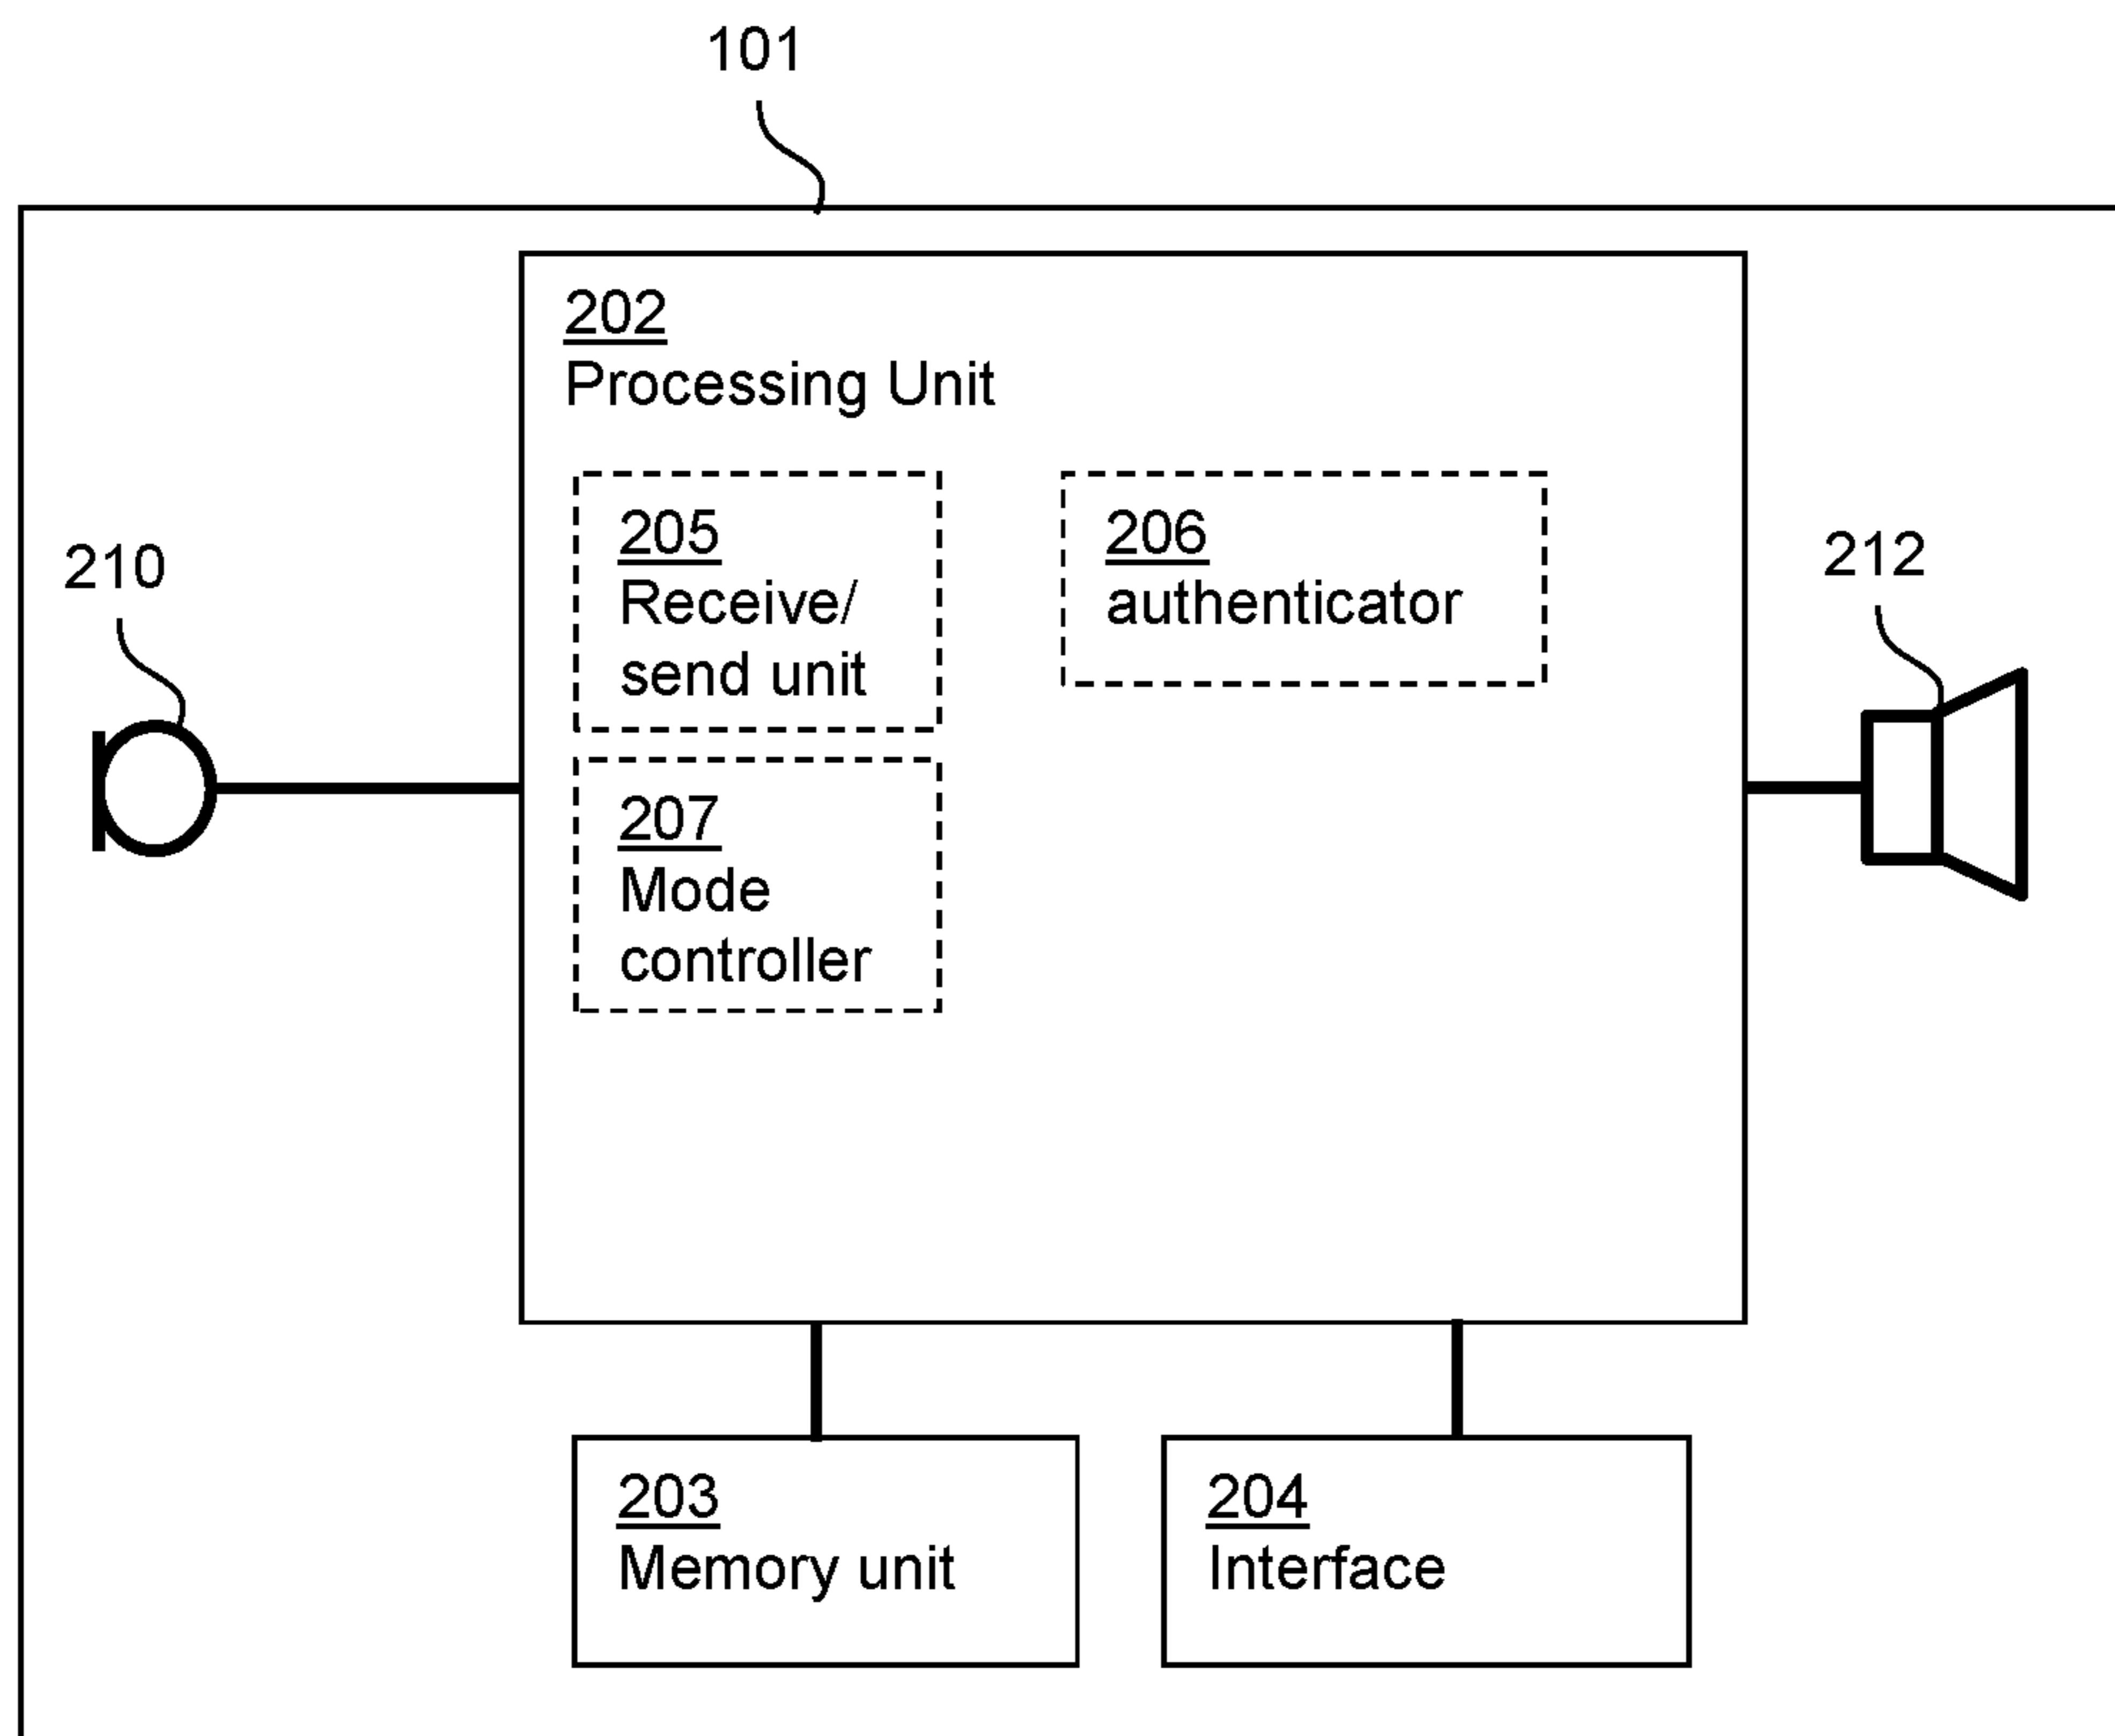 101
202
Processing Unit
205
Receive/
send unit
206
authenticator
210
212
207
Mode
controller
203
Memory unit
204
Interface